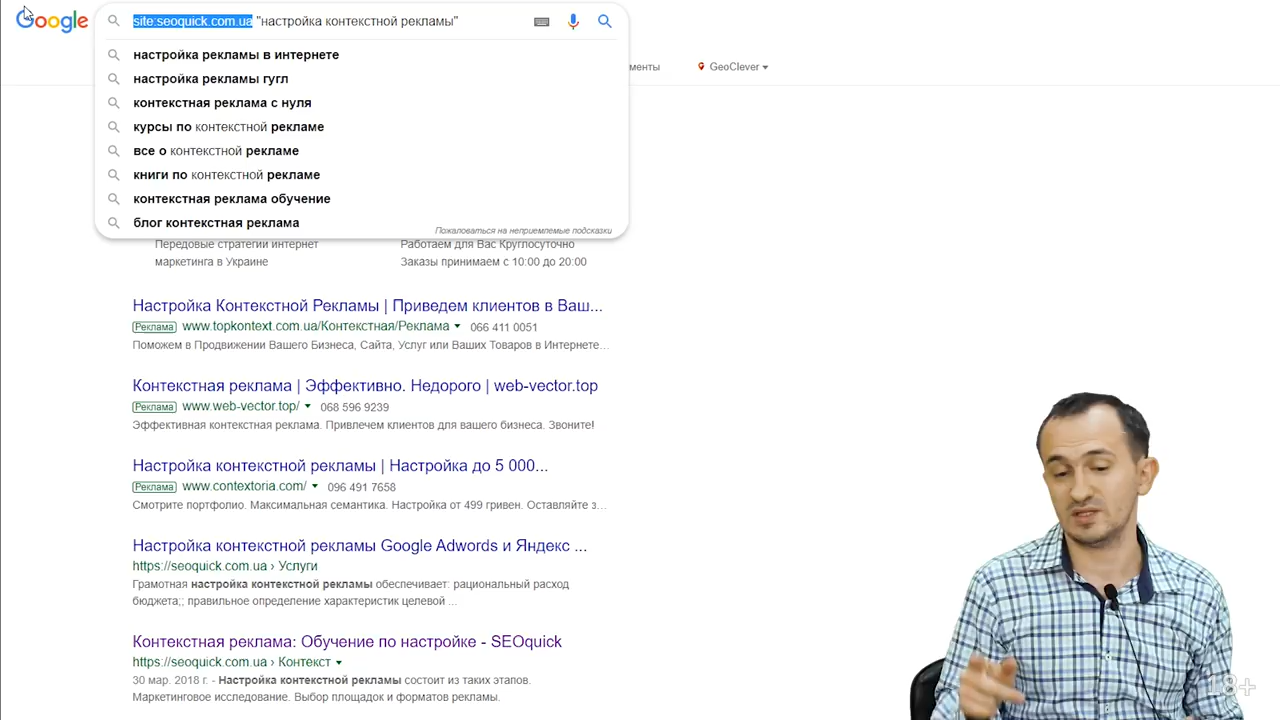 Google
site:seoquick.com.ua "настройка контекстной рекламы"
настройка рекламы в интернете
настройка рекламы гугл
контекстная реклама с нуля
курсы по контекстной рекламе
все о контекстной рекламе
книги по контекстной рекламе
контекстная реклама обучение
блог контекстная реклама
Пожаловаться на неприемлемые подсказки
менты
GeoClever
Передовые стратегии интернет
маркетинга в Украине
Работаем для Вас Круглосуточно
Заказы принимаем с 10:00 до 20:00
Настройка Контекстной Рекламы | Приведем клиентов в Ваш...
Реклама www.topkontext.com.ua/Контекстная/Реклама 066 411 0051
Поможем в Продвижении Вашего Бизнеса, Сайта, Услуг или Ваших Товаров в Интернете…
Контекстная реклама | Эффективно. Недорого | web-vector.top
Реклама www.web-vector.top/ 068 596 9239
Эффективная контекстная реклама. Привлечем клиентов для вашего бизнеса. Звоните!
Настройка контекстной рекламы | Настройка до 5 000...
Реклама www.contextoria.com/ 096 491 7658
Смотрите портфолио. Максимальная семантика. Настройка от 499 гривен. Оставляйте з…
Настройка контекстной рекламы Google Adwords и Яндекс ...
https://seoquick.com.ua › Услуги
Грамотная настройка контекстной рекламы обеспечивает: рациональный расход
бюджета;; правильное определение характеристик целевой ...
Контекстная реклама: Обучение по настройке - SEOquick
https://seoquick.com.ua › Контекст
30 мар. 2018 г. - Настройка контекстной рекламы состоит из таких этапов.
Маркетинговое исследование. Выбор площадок и форматов рекламы.
18+